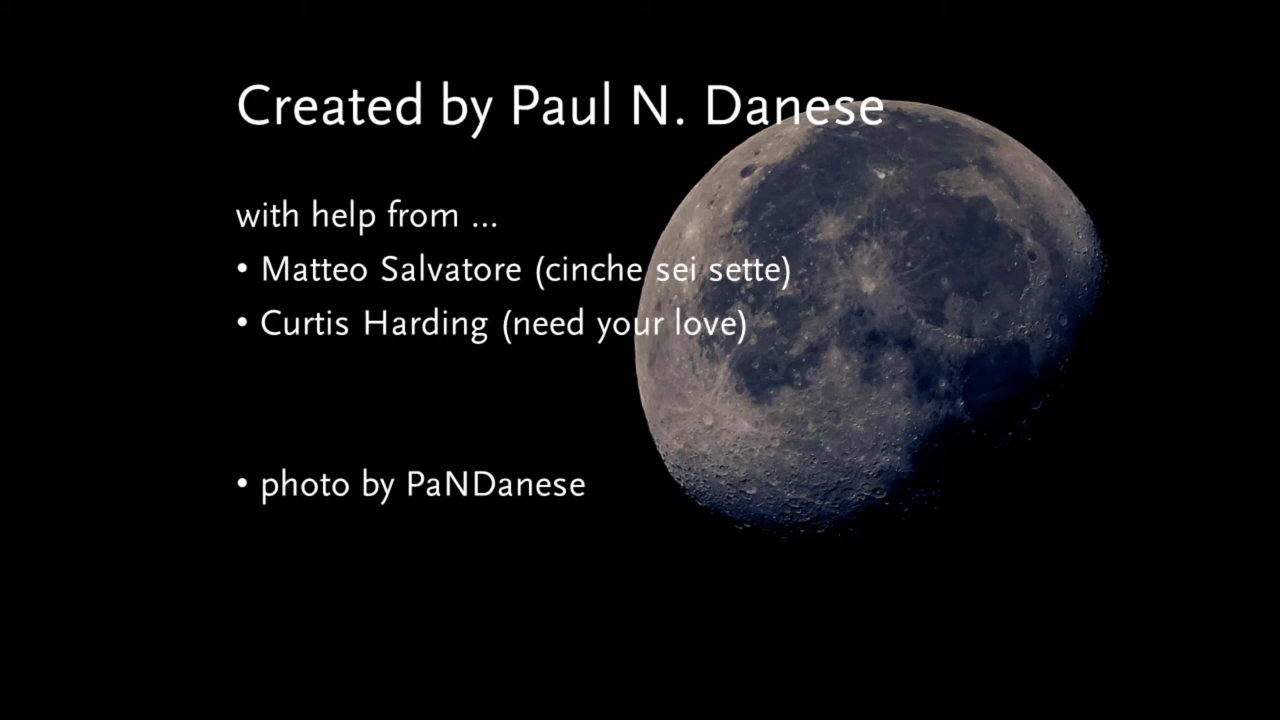 Created by Paul N. Danese
with help from ...
• Matteo Salvatore (cinche sei sette)
• Curtis Harding (need your love)
• photo by PaNDanese